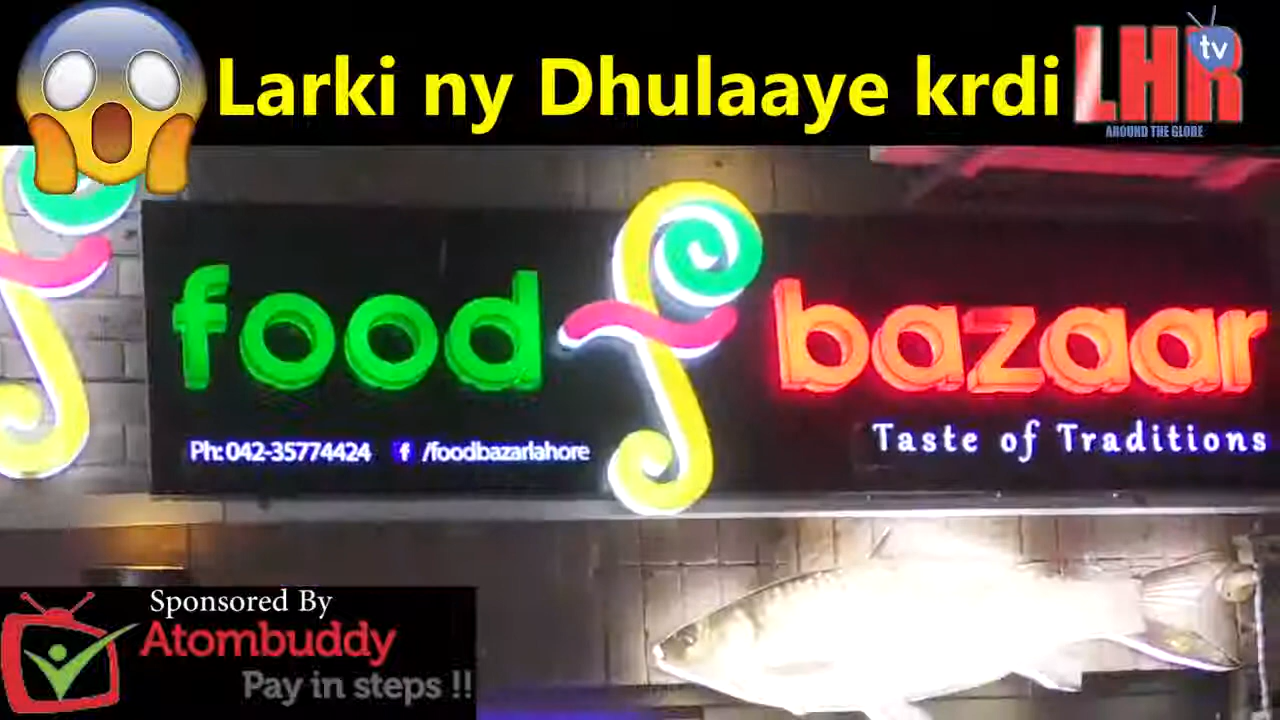 Larki ny Dhulaaye krdi
LHR tv
AROUND THE GLOBE
food bazaar
Ph: 042-35774424 f /foodbazarlahore
Taste of Traditions
Sponsored By
Atombuddy
Pay in steps !!